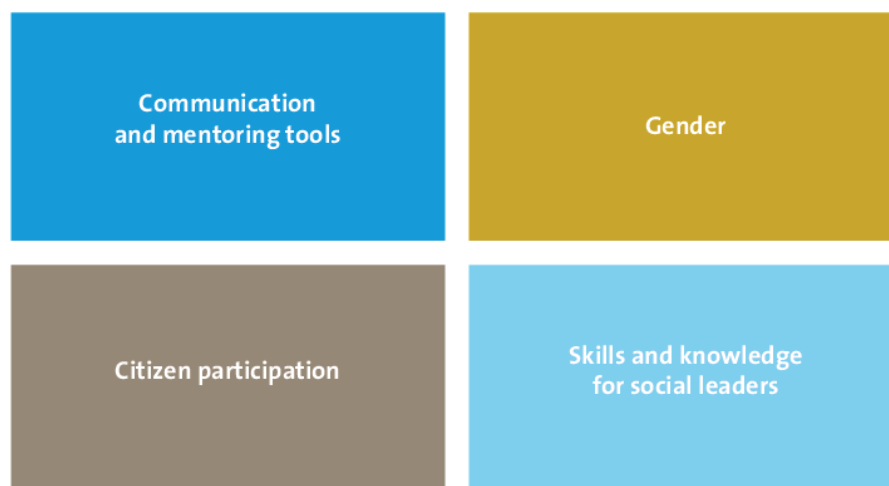 Communication
and mentoring tools
Gender
Citizen participation
Skills and knowledge
for social leaders